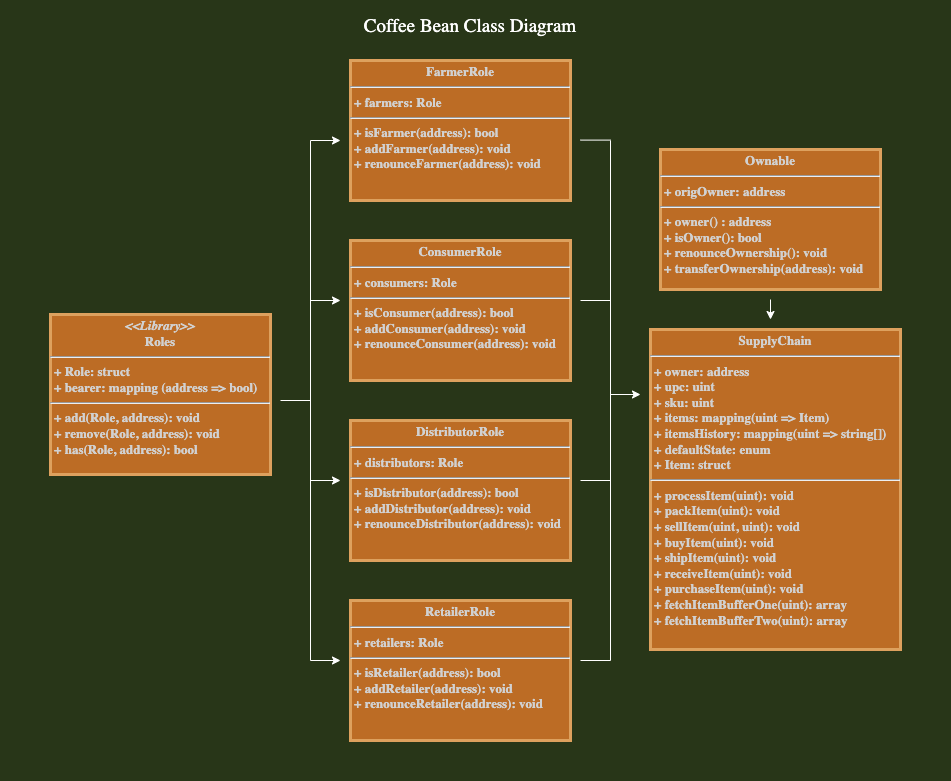 Coffee Bean Class Diagram
FarmerRole
+ farmers: Role
+ isFarmer(address): bool
+ addFarmer(address): void
+ renounceFarmer(address): void
Ownable
+ origOwner: address
+ owner() : address
+ isOwner(): bool
+ renounceOwnership(): void
+ transferOwnership(address): void
ConsumerRole
+ consumers: Role
+ isConsumer(address): bool
+ addConsumer(address): void
+ renounceConsumer(address): void
<<Library>>
Roles
+ Role: struct
+ bearer: mapping (address => bool)
+ add(Role, address): void
+ remove(Role, address): void
+ has(Role, address): bool
SupplyChain
+ owner: address
+ upc: uint
+ sku: uint
+ items: mapping(uint => Item)
+ itemsHistory: mapping(uint => string[])
+ defaultState: enum
+ Item: struct
+ processItem(uint): void
+ packItem(uint): void
+ sellItem(uint, uint): void
+ buyItem(uint): void
+ shipItem(uint): void
+ receiveItem(uint): void
+ purchaseItem(uint): void
+ fetchItemBufferOne(uint): array
+ fetchItemBufferTwo(uint): array
DistributorRole
+ distributors: Role
+ isDistributor(address): bool
+ addDistributor(address): void
+ renounceDistributor(address): void
RetailerRole
+ retailers: Role
+ isRetailer(address): bool
+ addRetailer(address): void
+ renounceRetailer(address): void